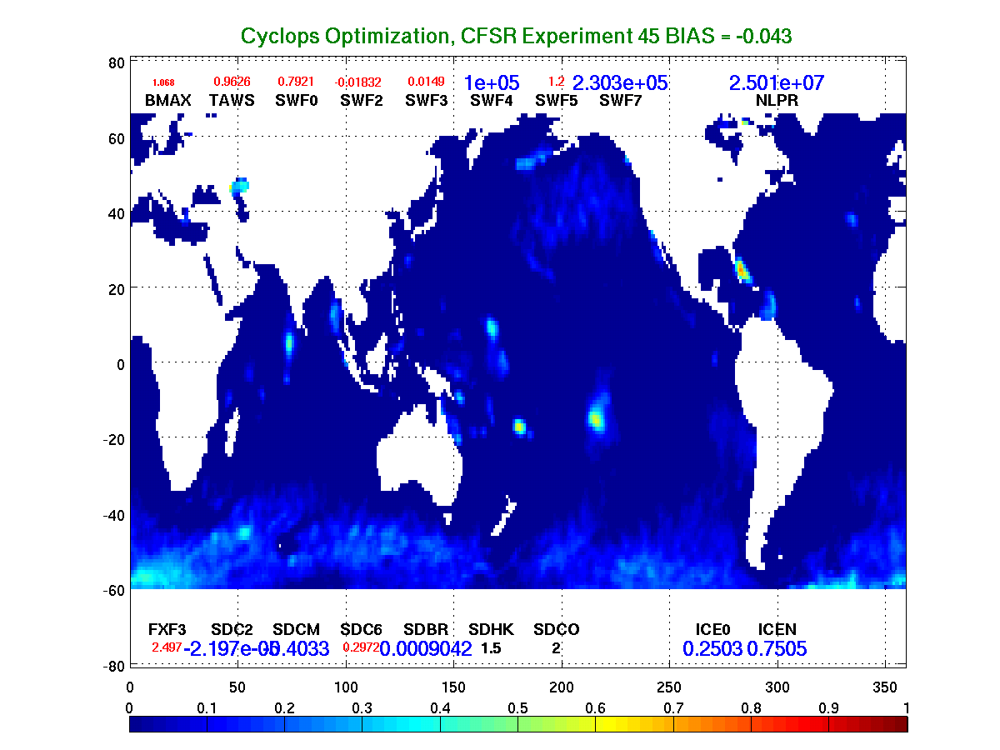 Cyclops Optimization, CFSR Experiment 45 BIAS = -0.043
80
1.068 0.9626 0.7921 -0.01832 0.0149 1e+05 1.2 2.303e+05 2.501e+07
BMAX TAWS SWF0 SWF2 SWF3 SWF4 SWF5 SWF7 NLPR
60
40
20
0
-20
-40
-60
FXF3 SDC2 SDCM SDC6 SDBR SDHK SDCO ICE0 ICEN
2.497 -2.197e-05 0.4033 0.2972 0.0009042 1.5 2 0.2503 0.7505
-80
0 50 100 150 200 250 300 350
0 0.1 0.2 0.3 0.4 0.5 0.6 0.7 0.8 0.9 1